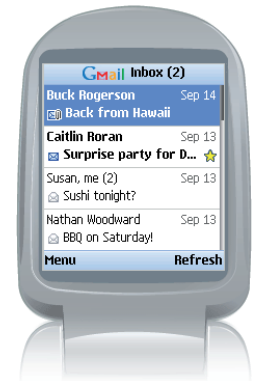 Gmail Inbox (2)
Buck Rogerson Sep 14
Back from Hawaii
Caitlin Roran Sep 13
Surprise party for D...
Susan, me (2) Sep 13
Sushi tonight?
Nathan Woodward Sep 13
BBQ on Saturday!
Menu Refresh